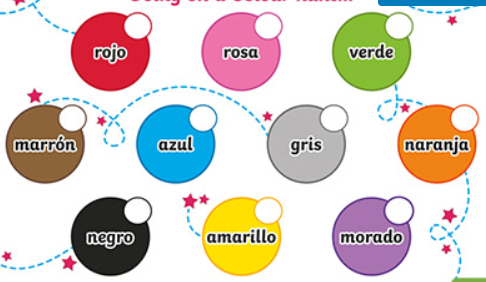 rojo
rosa
verde
marrón
azul
gris
naranja
negro
amarillo
morado